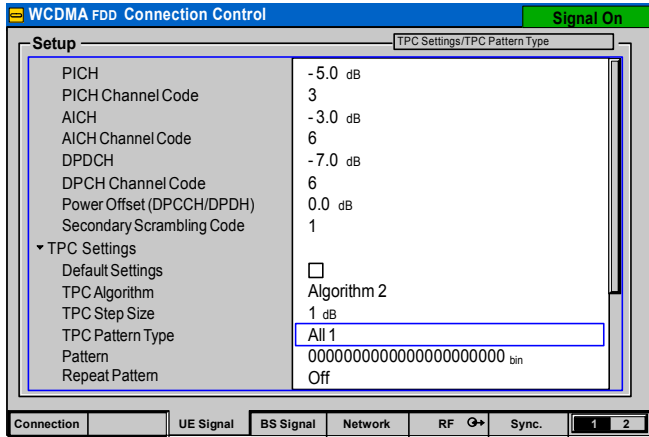 WCDMA FDD Connection Control
Signal On
Setup
TPC Settings/TPC Pattern Type
PICH -5.0 dB
PICH Channel Code 3
AICH -3.0 dB
AICH Channel Code 6
DPDCH -7.0 dB
DPCH Channel Code 6
Power Offset (DPCCH/DPDH) 0.0 dB
Secondary Scrambling Code 1
TPC Settings
Default Settings
TPC Algorithm Algorithm 2
TPC Step Size 1 dB
TPC Pattern Type All 1
Pattern 0000000000000000000000 bin
Repeat Pattern Off
Connection UE Signal BS Signal Network RF Sync. 1 2